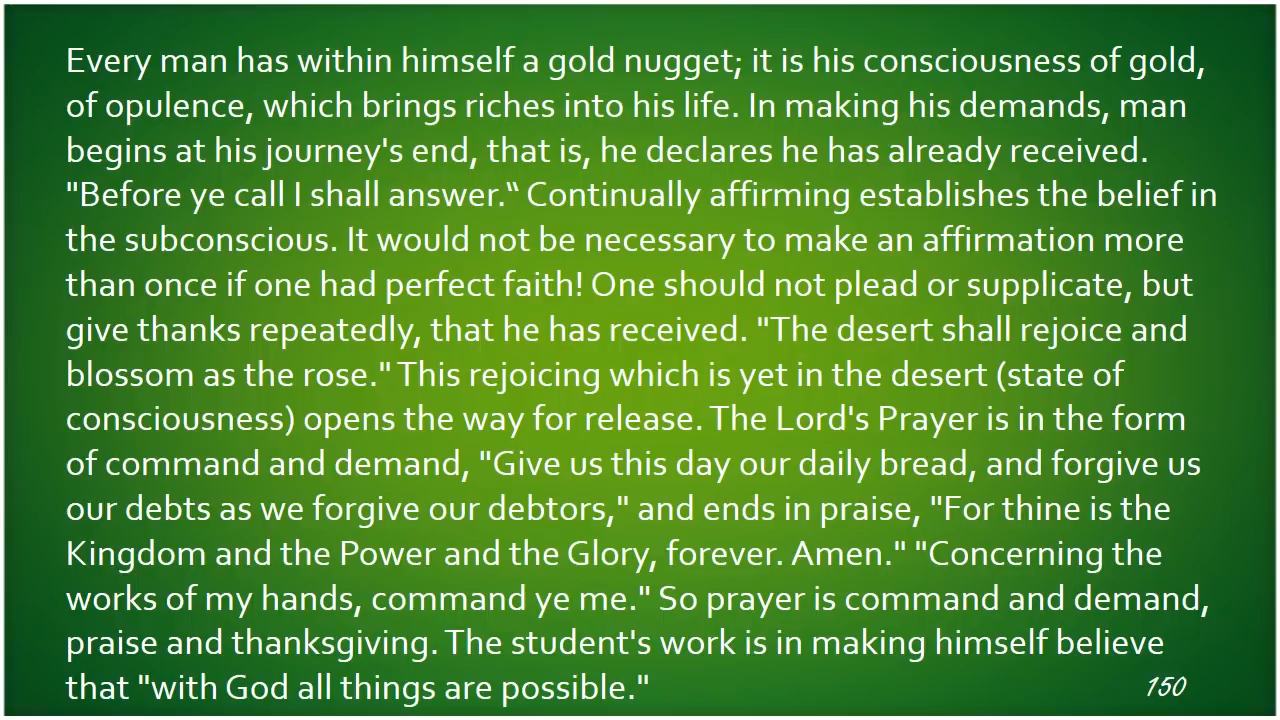 Every man has within himself a gold nugget; it is his consciousness of gold,
of opulence, which brings riches into his life. In making his demands, man
begins at his journey's end, that is, he declares he has already received.
"Before ye call I shall answer.“ Continually affirming establishes the belief in
the subconscious. It would not be necessary to make an affirmation more
than once if one had perfect faith! One should not plead or supplicate, but
give thanks repeatedly, that he has received. "The desert shall rejoice and
blossom as the rose." This rejoicing which is yet in the desert (state of
consciousness) opens the way for release. The Lord's Prayer is in the form
of command and demand, "Give us this day our daily bread, and forgive us
our debts as we forgive our debtors," and ends in praise, "For thine is the
Kingdom and the Power and the Glory, forever. Amen." "Concerning the
works of my hands, command ye me." So prayer is command and demand,
praise and thanksgiving. The student's work is in making himself believe
that "with God all things are possible."
150